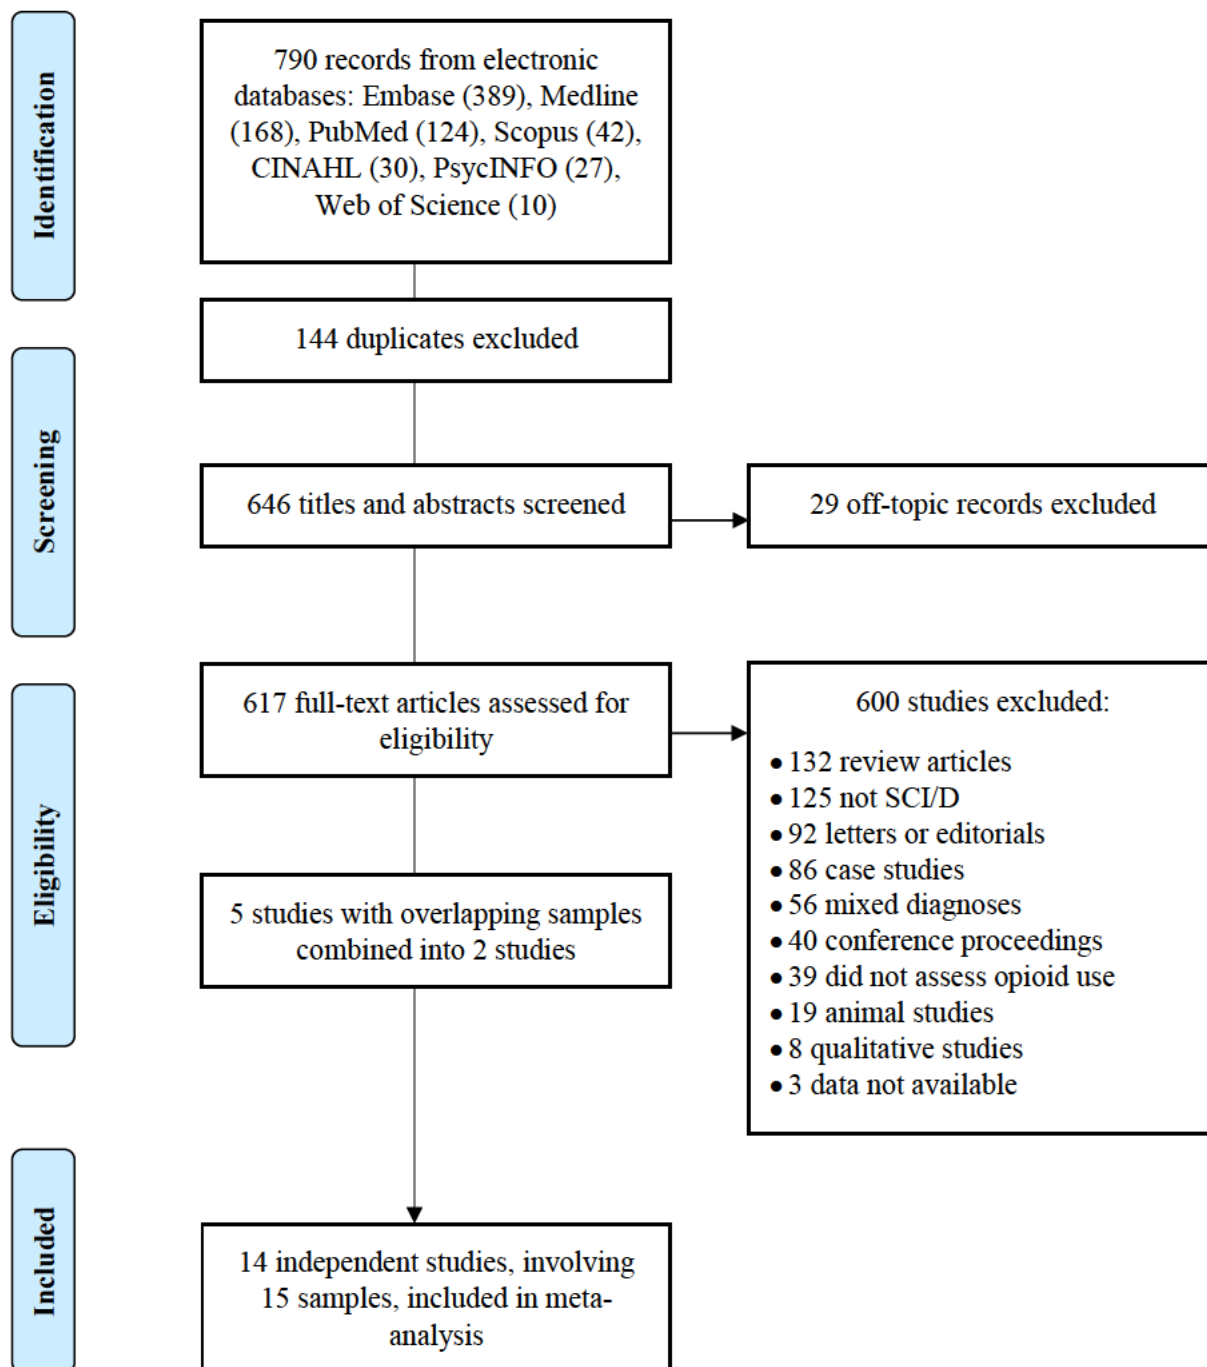 Identification
790 records from electronic
databases: Embase (389), Medline
(168), PubMed (124), Scopus (42),
CINAHL (30), PsycINFO (27),
Web of Science (10)
144 duplicates excluded
Screening
646 titles and abstracts screened
29 off-topic records excluded
Eligibility
617 full-text articles assessed for
eligibility
600 studies excluded:
• 132 review articles
• 125 not SCI/D
• 92 letters or editorials
• 86 case studies
• 56 mixed diagnoses
• 40 conference proceedings
• 39 did not assess opioid use
• 19 animal studies
• 8 qualitative studies
• 3 data not available
5 studies with overlapping samples
combined into 2 studies
Included
14 independent studies, involving
15 samples, included in meta-
analysis